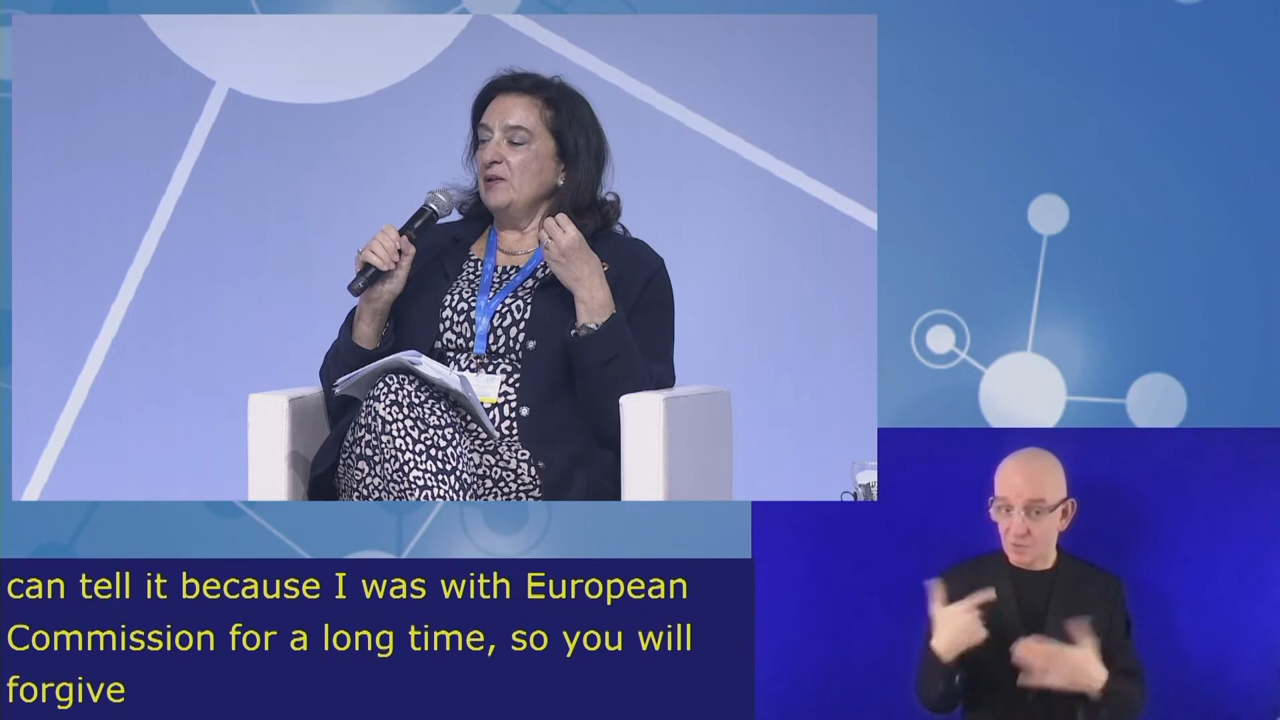 can tell it because I was with European
Commission for a long time, so you will
forgive